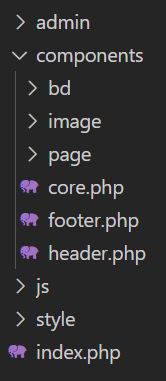 admin
components
bd
image
page
core.php
footer.php
header.php
js
style
index.php